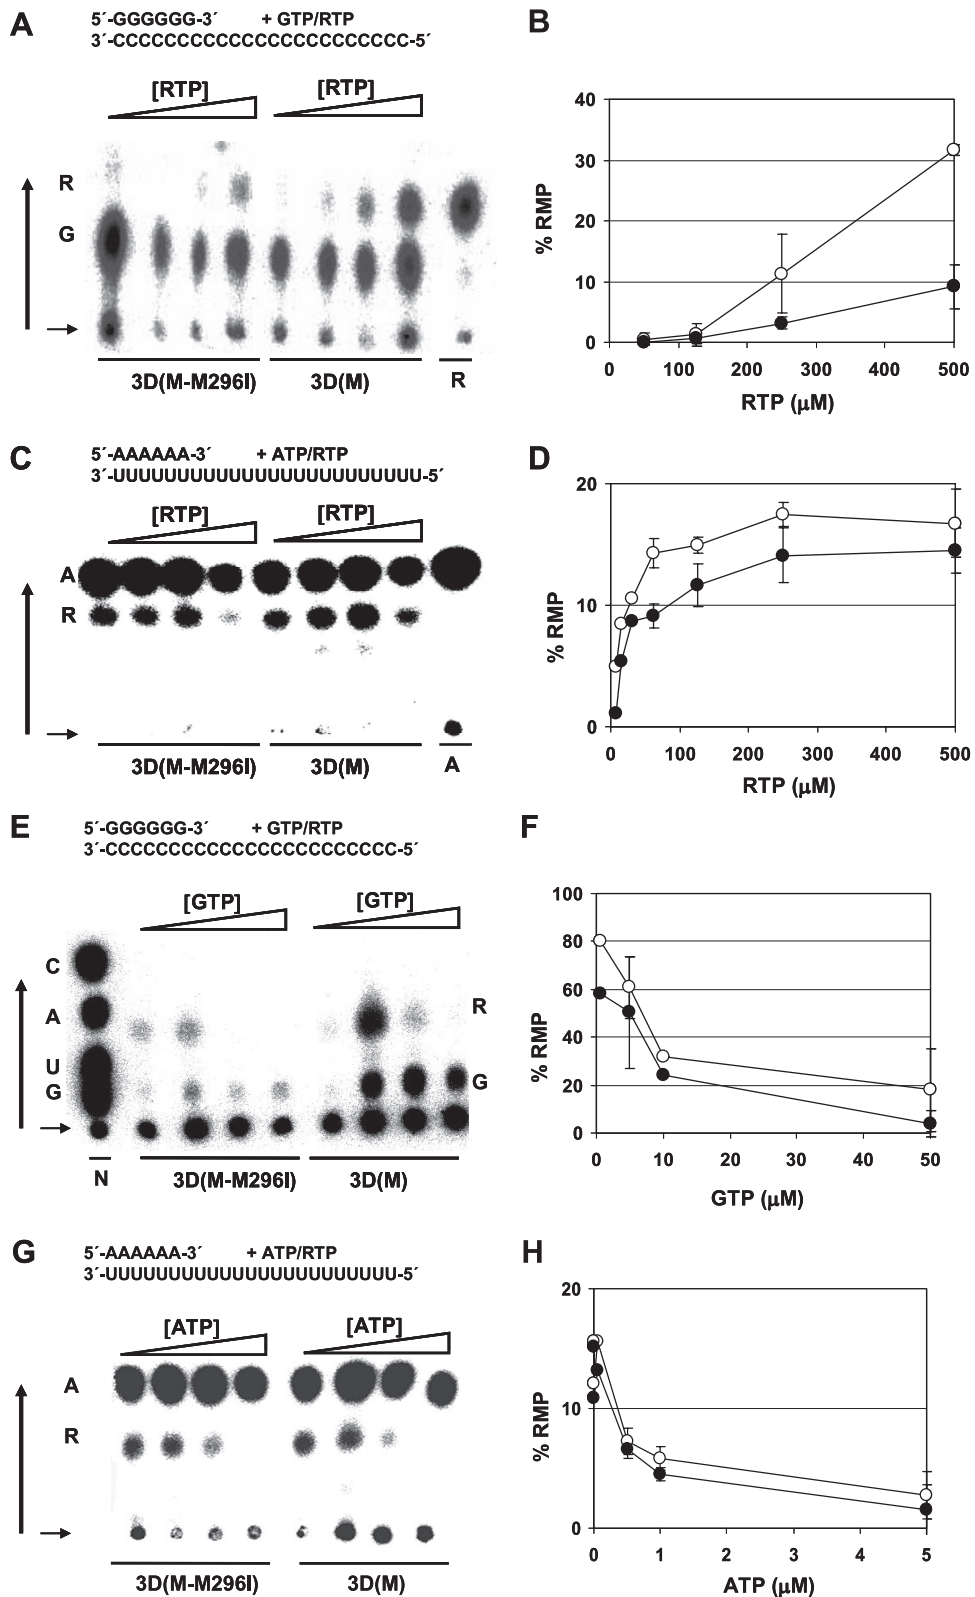 A
5´-GGGGGG-3´ + GTP/RTP
3´-CCCCCCCCCCCCCCCCCCCCCCC-5´
[RTP] [RTP]
R
G
3D(M-M296I) 3D(M) R
B
40
30
20
10
0
% RMP
0 100 200 300 400 500
RTP (µM)
C
5´-AAAAAA-3´ + ATP/RTP
3´-UUUUUUUUUUUUUUUUUUUUUUUU-5´
[RTP] [RTP]
A
R
3D(M-M296I) 3D(M) A
D
20
10
0
% RMP
0 100 200 300 400 500
RTP (µM)
E
5´-GGGGGG-3´ + GTP/RTP
3´-CCCCCCCCCCCCCCCCCCCCCCC-5´
[GTP] [GTP]
C
A
U
G
R
G
N 3D(M-M296I) 3D(M)
F
100
80
60
40
20
0
% RMP
0 10 20 30 40 50
GTP (µM)
G
5´-AAAAAA-3´ + ATP/RTP
3´-UUUUUUUUUUUUUUUUUUUUUUU-5´
[ATP] [ATP]
A
R
3D(M-M296I) 3D(M)
H
20
10
0
% RMP
0 1 2 3 4 5
ATP (µM)